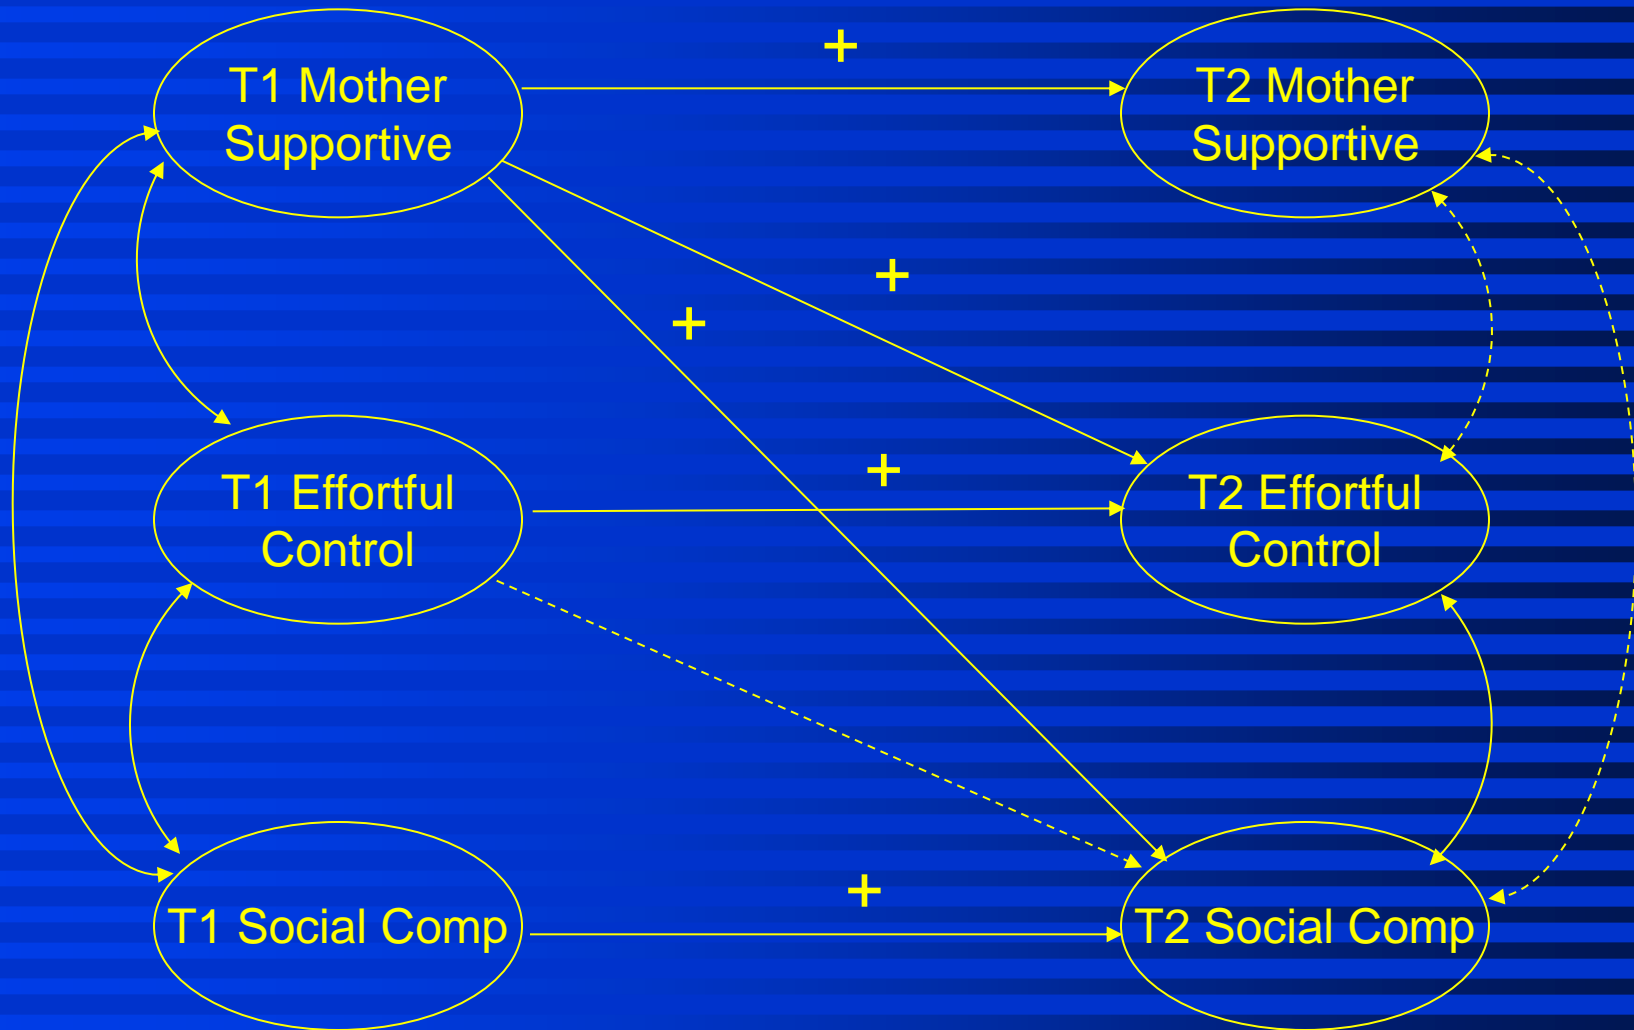 +
T1 Mother
Supportive
T2 Mother
Supportive
+
+
+
T1 Effortful
Control
T2 Effortful
Control
+
T1 Social Comp
T2 Social Comp